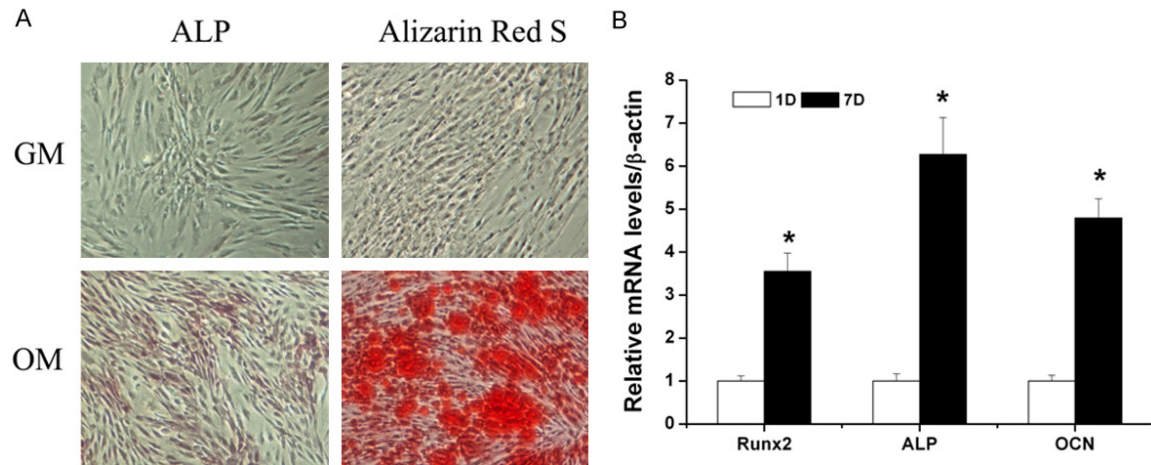 A
ALP
Alizarin Red S
GM
OM
B
Relative mRNA levels/β-actin
8
7
6
5
4
3
2
1
0
1D
7D
*
*
*
Runx2
ALP
OCN